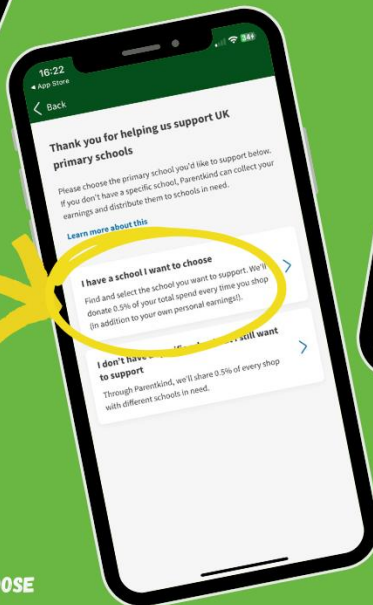 16:22
App Store
Back
Thank you for helping us support UK
primary schools
Please choose the primary school you'd like to support below.
If you don't have a specific school, Parentkind can collect your
earnings and distribute them to schools in need.
Learn more about this
I have a school I want to choose
Find and select the school you want to support. We'll
donate 0.5% of your total spend every time you shop
(in addition to your own personal earnings!).
I don't have still want
to support
Through Parentkind, we'll share 0.5% of every shop
with different schools in need.
OSE